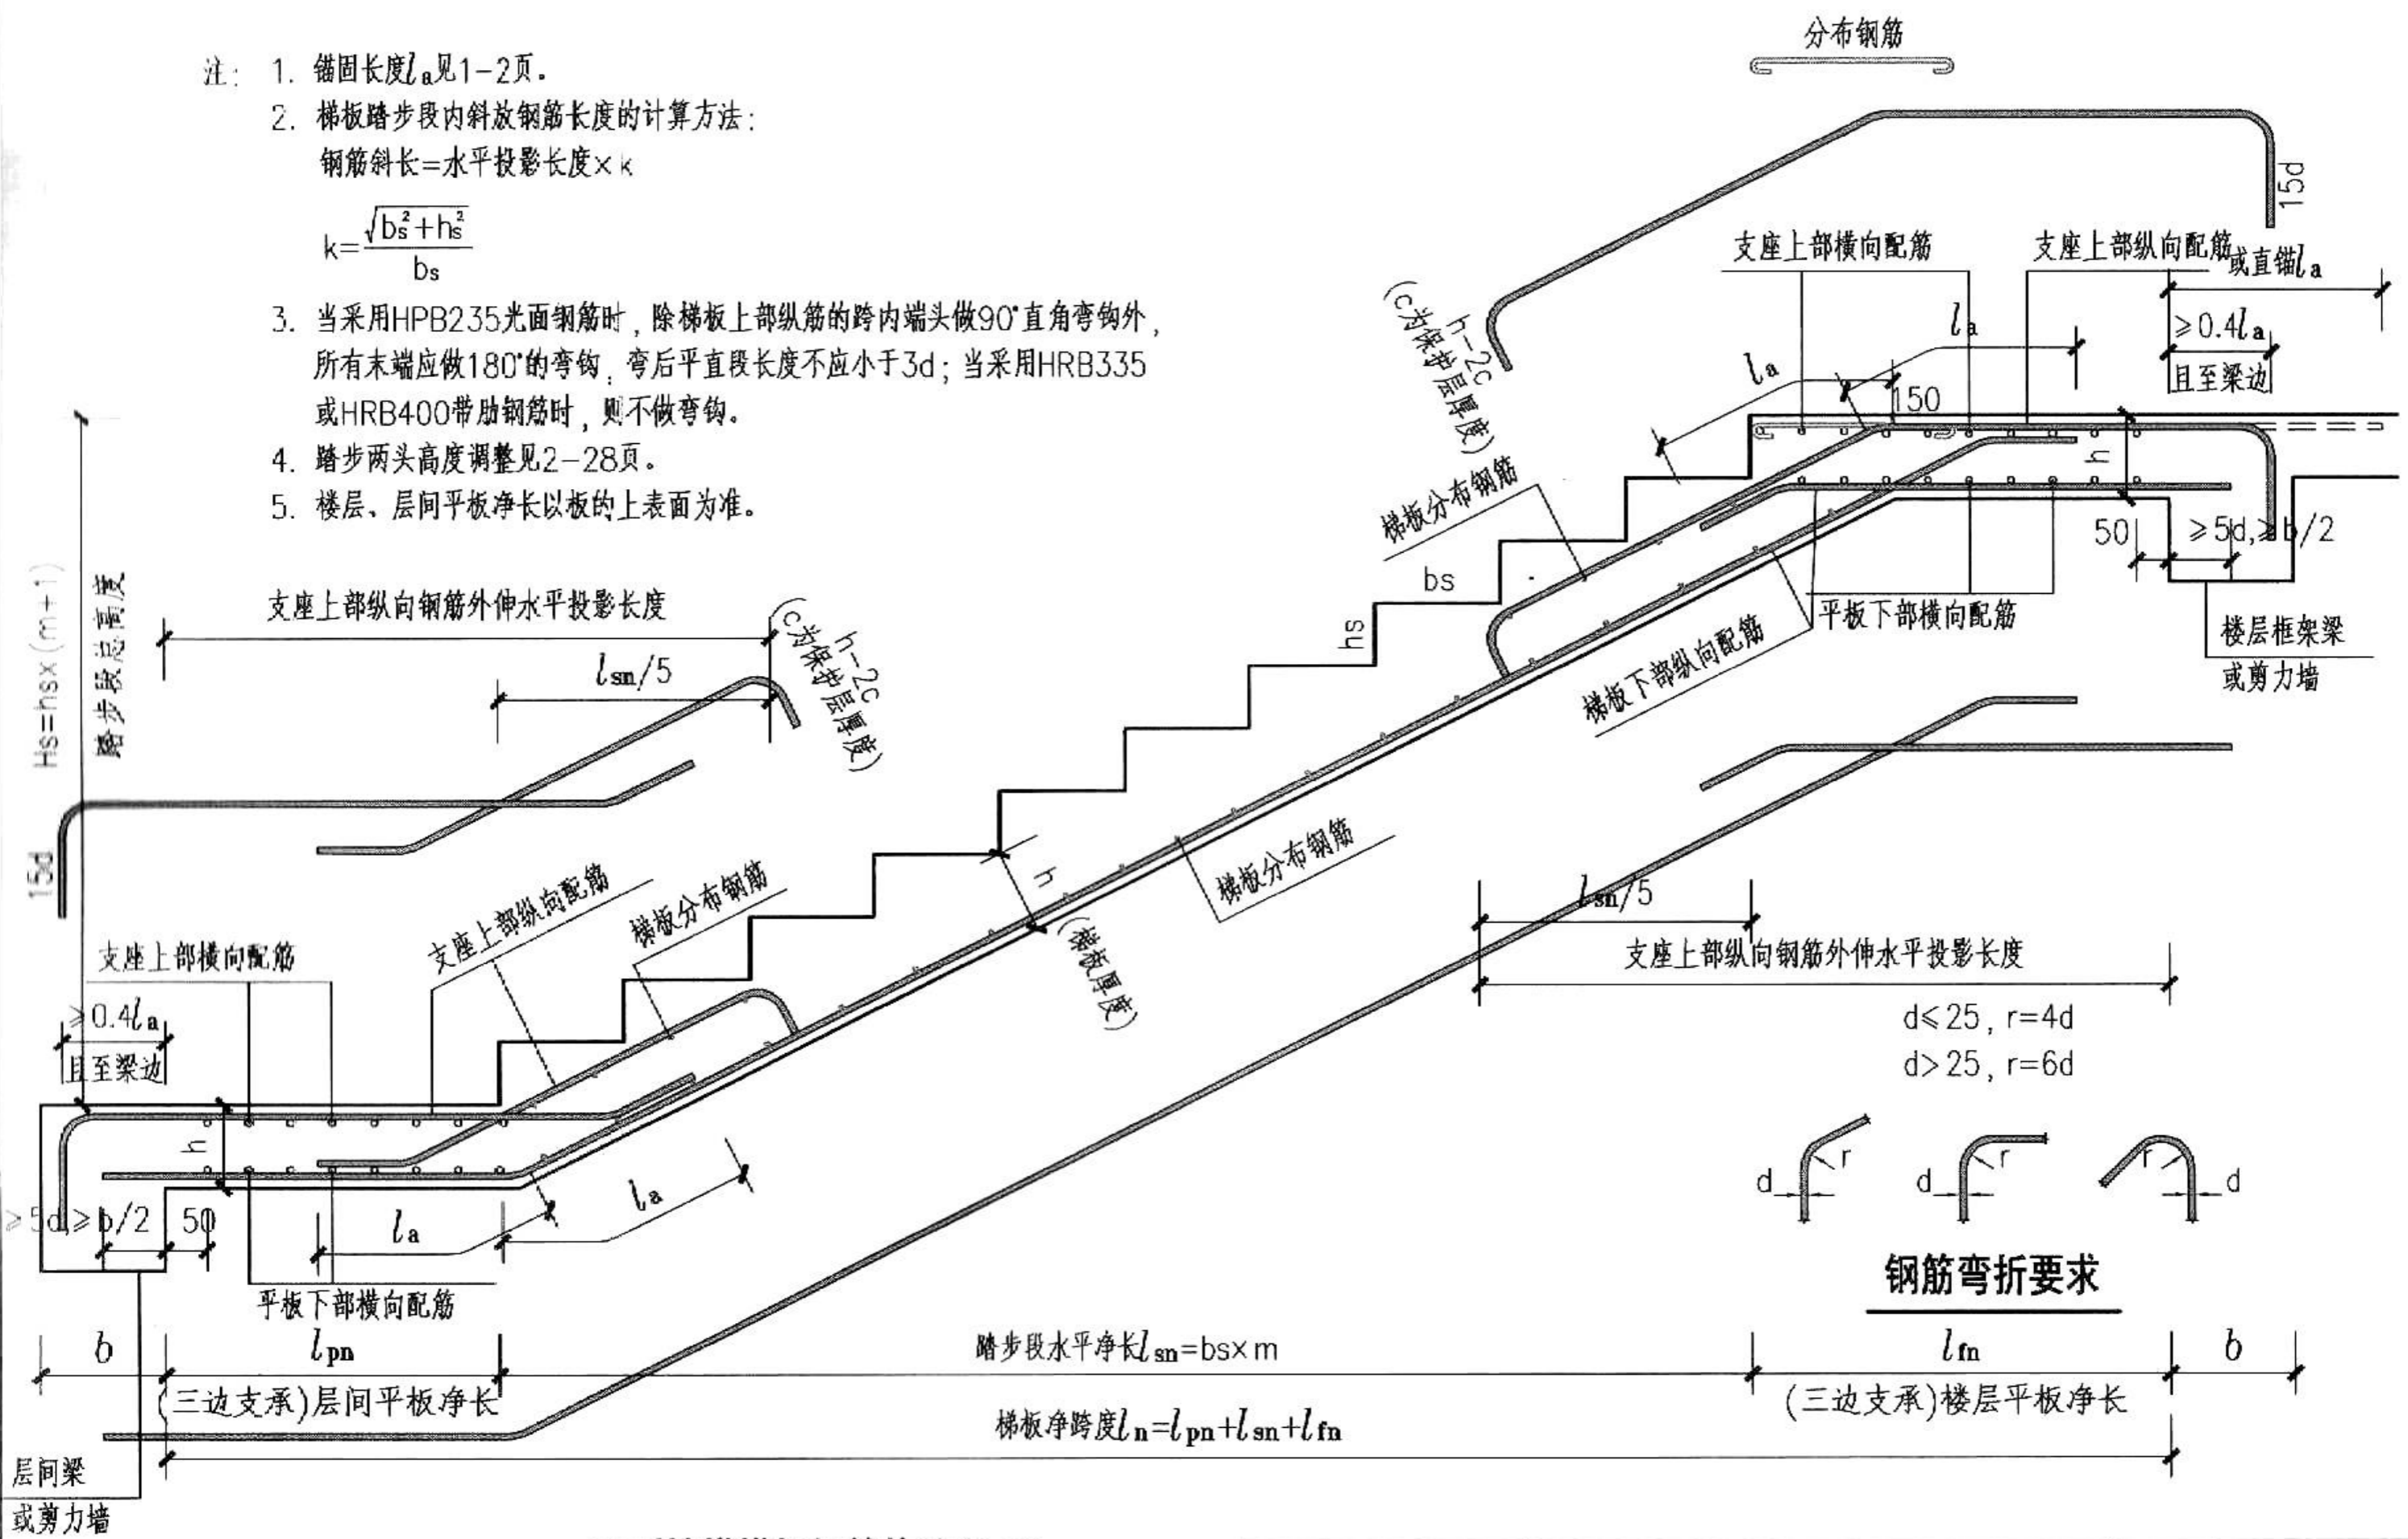 注: 1. 锚固长度la见1-2页。
2. 梯板踏步段内斜放钢筋长度的计算方法:
钢筋斜长=水平投影长度×k
k=√(bs²+hs²)/bs
3. 当采用HPB235光面钢筋时,除梯板上部纵筋的跨内端头做90°直角弯钩外,
所有末端应做180°的弯钩,弯后平直段长度不应小于3d;当采用HRB335
或HRB400带肋钢筋时,则不做弯钩。
4. 踏步两头高度调整见2-28页。
5. 楼层、层间平板净长以板的上表面为准。
分布钢筋
15d
h-2c
(c为保护层厚度)
支座上部横向配筋
支座上部纵向配筋
或直锚la
≥0.4la
且至梁边
la
la
150
h
梯板分布钢筋
bs
hs
50
≥5d,≥b/2
平板下部横向配筋
梯板下部纵向配筋
楼层框架梁
或剪力墙
Hs=hs×(m+1)
踏步段总高度
支座上部纵向钢筋外伸水平投影长度
lsn/5
h-2c
(c为保护层厚度)
15d
支座上部纵向配筋
梯板分布钢筋
支座上部横向配筋
≥0.4la
且至梁边
h
h
(梯板厚度)
梯板分布钢筋
lsn/5
支座上部纵向钢筋外伸水平投影长度
d≤25, r=4d
d>25, r=6d
d
r
d
r
r
d
钢筋弯折要求
≥5d,≥b/2
50
la
la
平板下部横向配筋
b
lpn
踏步段水平净长lsn=bs×m
lfn
b
(三边支承)层间平板净长
(三边支承)楼层平板净长
梯板净跨度ln=lpn+lsn+lfn
层间梁
或剪力墙